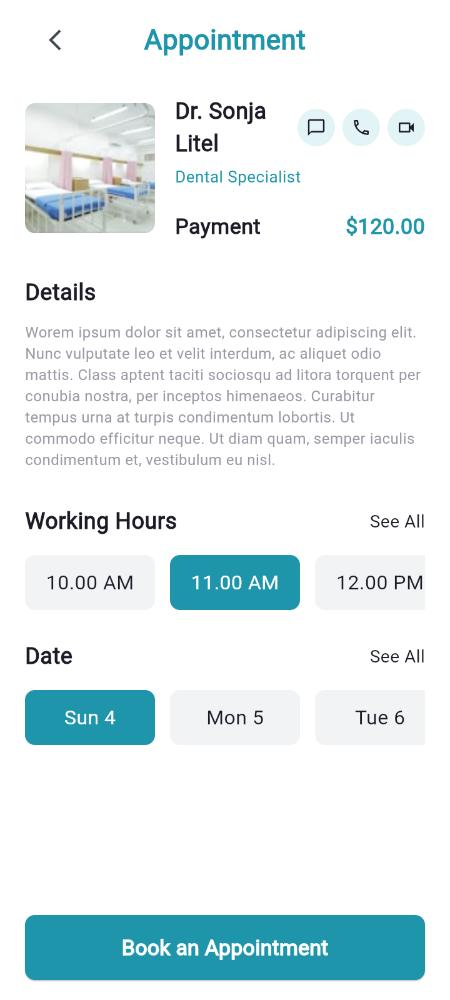 Appointment
Dr. Sonja
Litel
Dental Specialist
Payment $120.00
Details
Worem ipsum dolor sit amet, consectetur adipiscing elit.
Nunc vulputate leo et velit interdum, ac aliquet odio
mattis. Class aptent taciti sociosqu ad litora torquent per
conubia nostra, per inceptos himenaeos. Curabitur
tempus urna at turpis condimentum lobortis. Ut
commodo efficitur neque. Ut diam quam, semper iaculis
condimentum et, vestibulum eu nisl.
Working Hours See All
10.00 AM 11.00 AM 12.00 PM
Date See All
Sun 4 Mon 5 Tue 6
Book an Appointment